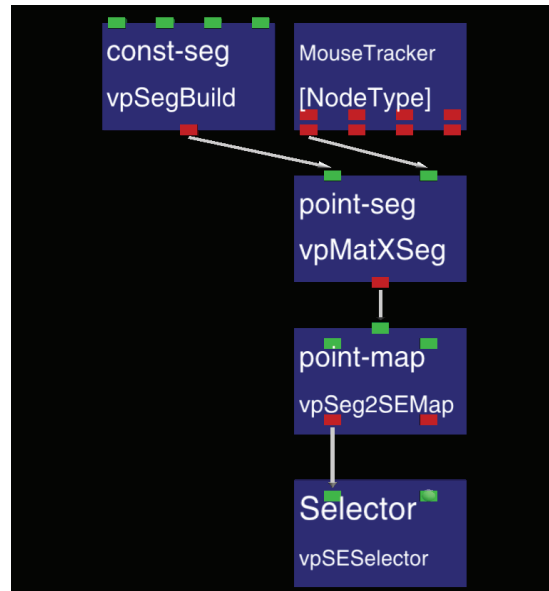 const-seg
vpSegBuild
MouseTracker
[NodeType]
point-seg
vpMatXSeg
point-map
vpSeg2SEMap
Selector
vpSESelector